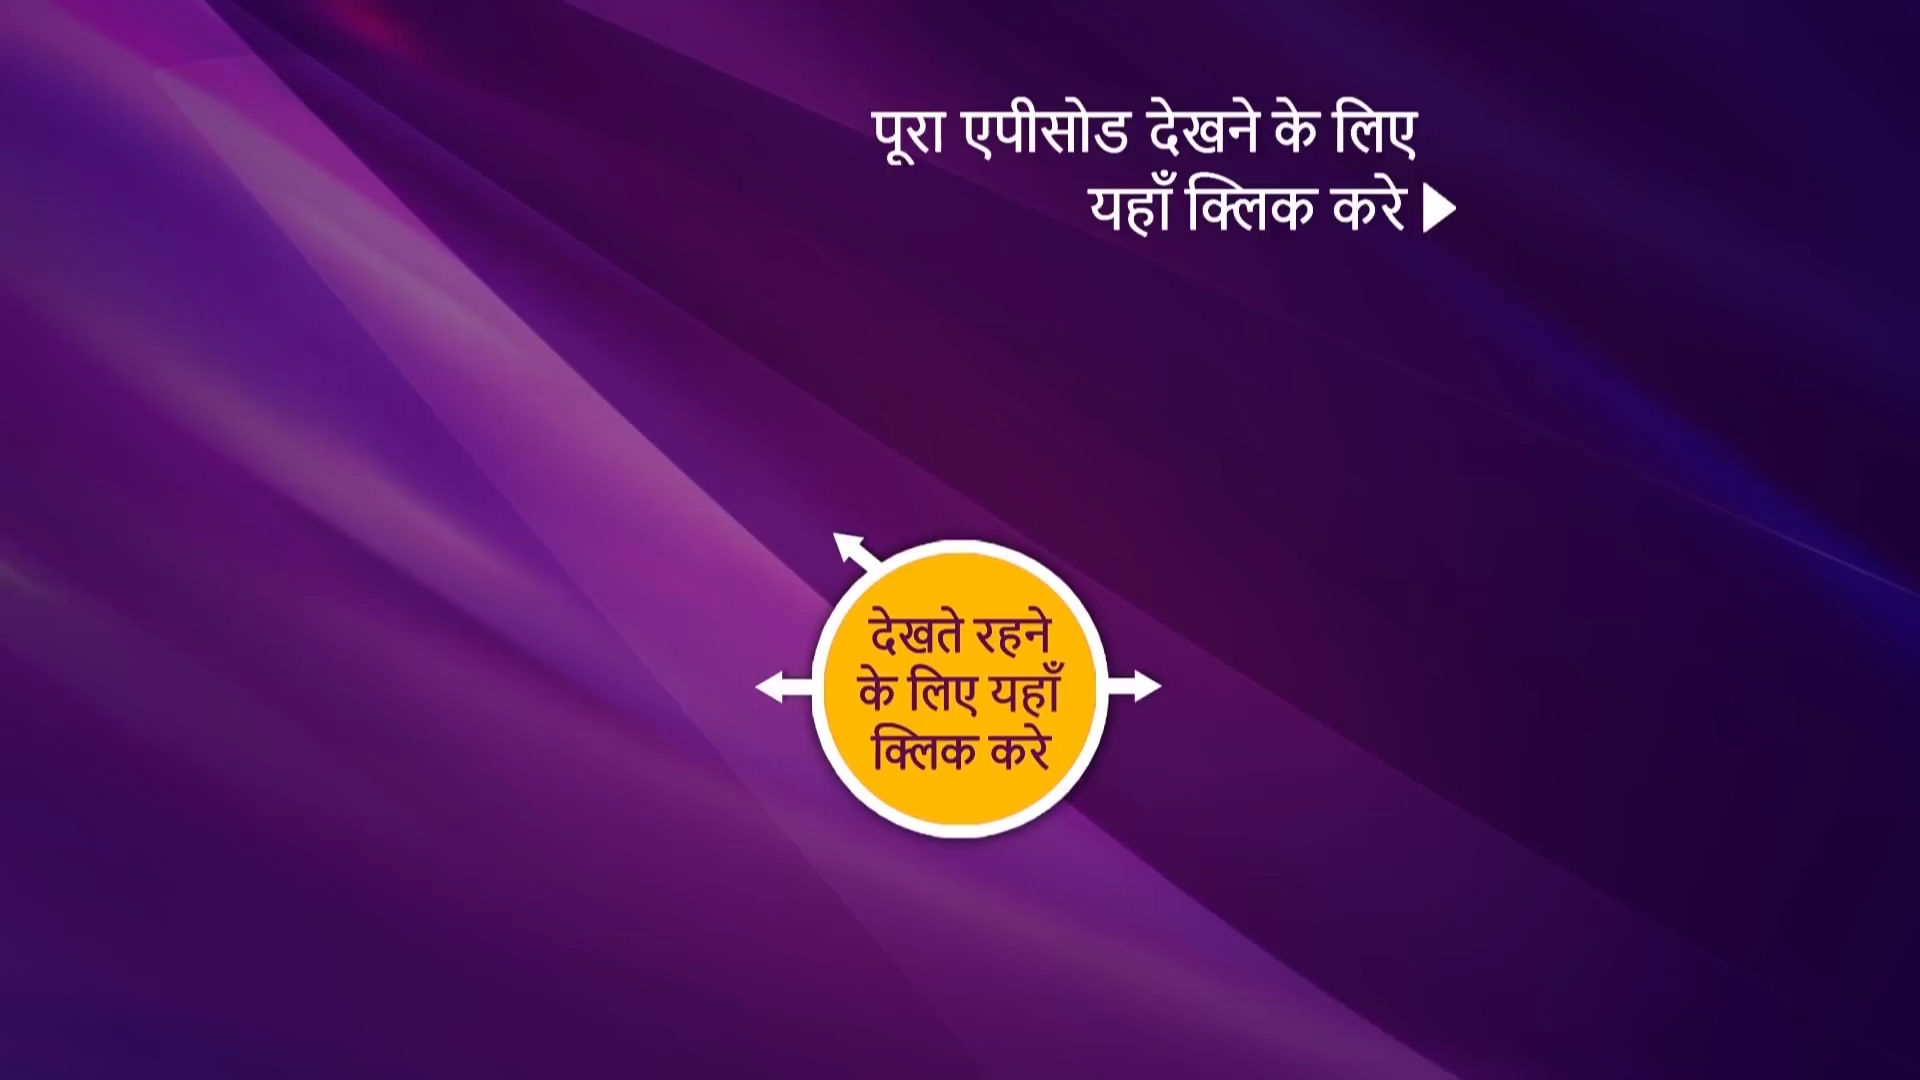 पूरा एपीसोड देखने के लिए
यहाँ क्लिक करे
देखते रहने
के लिए यहाँ
क्लिक करे